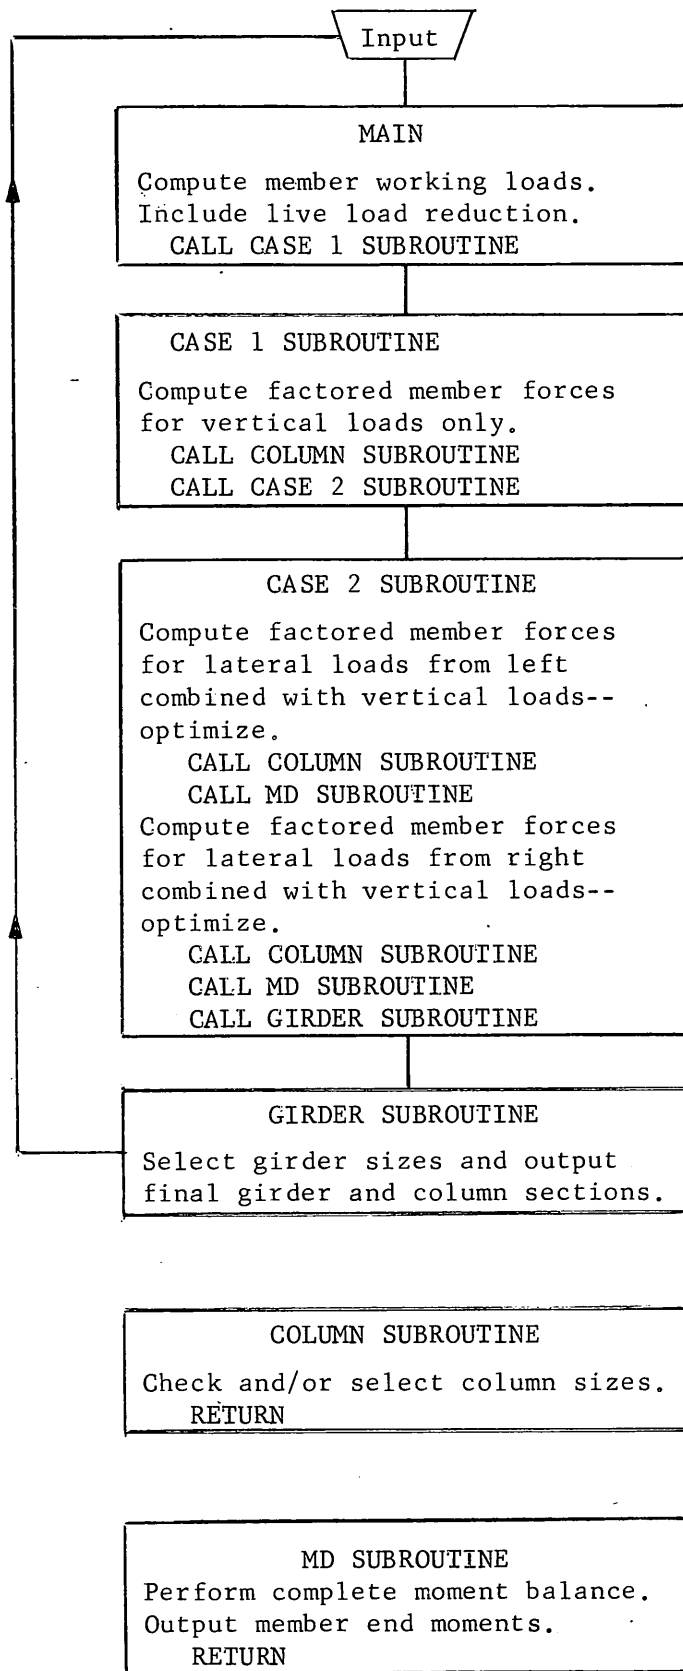 Input
MAIN
Compute member working loads.
Include live load reduction.
CALL CASE 1 SUBROUTINE
CASE 1 SUBROUTINE
Compute factored member forces
for vertical loads only.
CALL COLUMN SUBROUTINE
CALL CASE 2 SUBROUTINE
CASE 2 SUBROUTINE
Compute factored member forces
for lateral loads from left
combined with vertical loads--
optimize.
CALL COLUMN SUBROUTINE
CALL MD SUBROUTINE
Compute factored member forces
for lateral loads from right
combined with vertical loads--
optimize.
CALL COLUMN SUBROUTINE
CALL MD SUBROUTINE
CALL GIRDER SUBROUTINE
GIRDER SUBROUTINE
Select girder sizes and output
final girder and column sections.
COLUMN SUBROUTINE
Check and/or select column sizes.
RETURN
MD SUBROUTINE
Perform complete moment balance.
Output member end moments.
RETURN